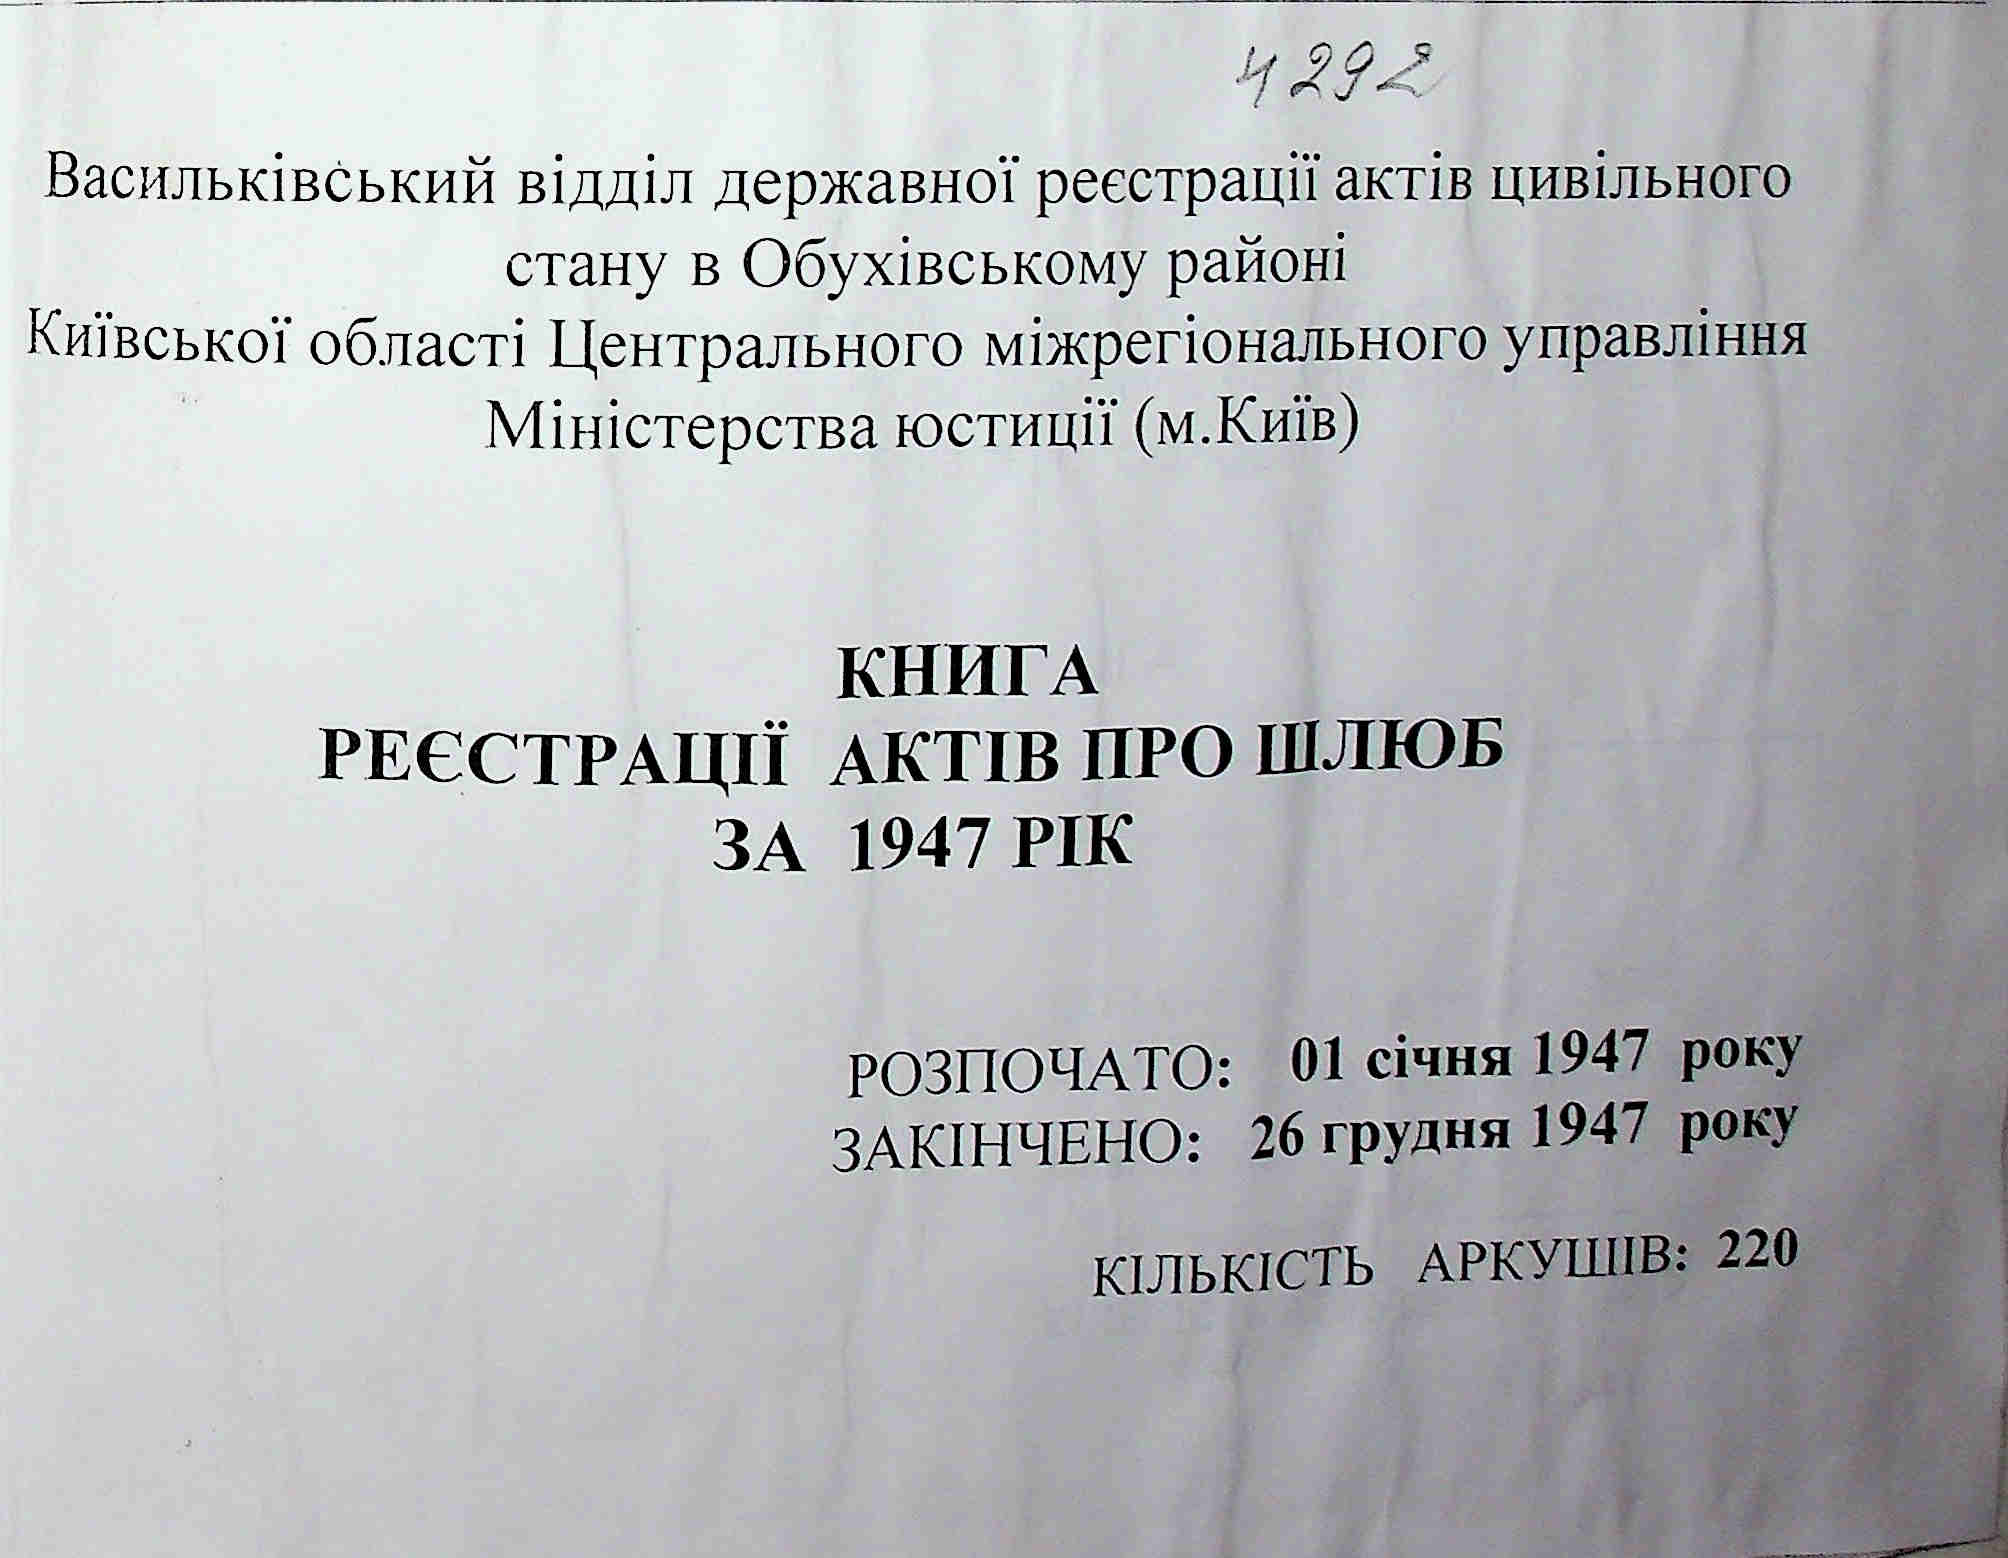 4292
Васильківський відділ державної реєстрації актів цивільного
стану в Обухівському районі
Київської області Центрального міжрегіонального управління
Міністерства юстиції (м.Київ)
КНИГА
РЕЄСТРАЦІЇ АКТІВ ПРО ШЛЮБ
ЗА 1947 РІК
РОЗПОЧАТО: 01 січня 1947 року
ЗАКІНЧЕНО: 26 грудня 1947 року
КІЛЬКІСТЬ АРКУШІВ: 220